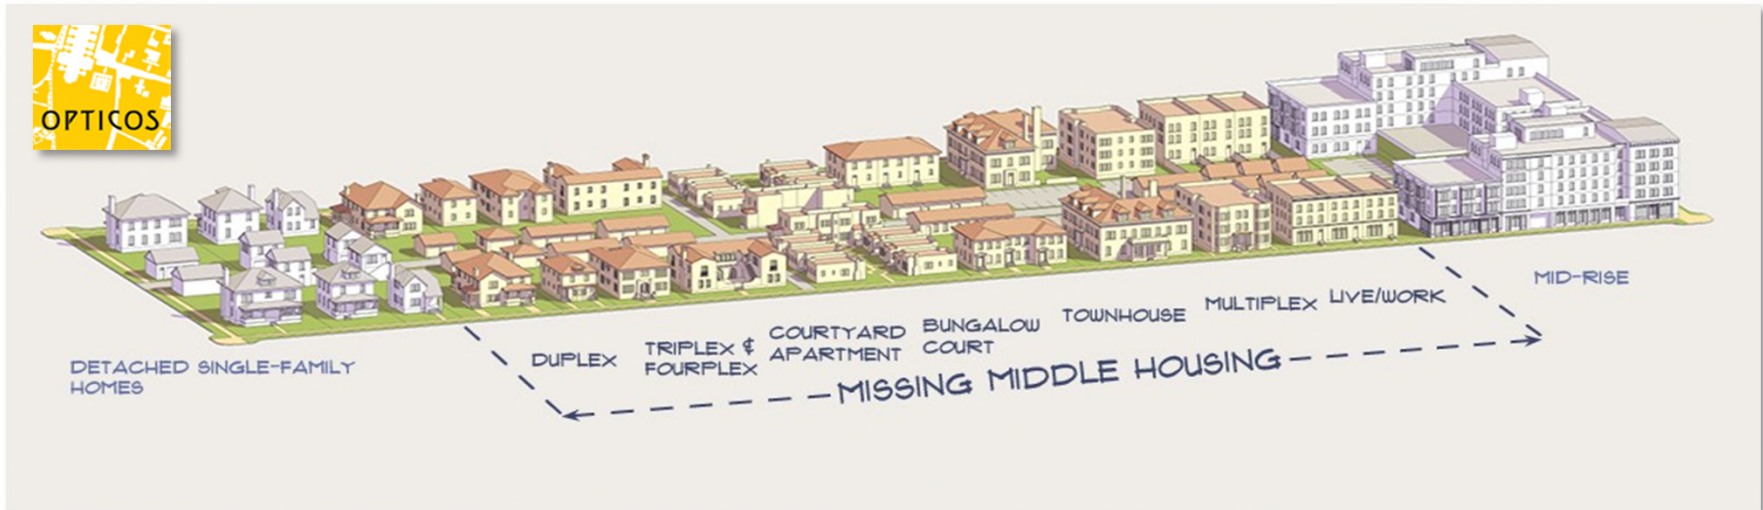 OPTICOS
DETACHED SINGLE-FAMILY
HOMES
DUPLEX
TRIPLEX &
FOURPLEX
COURTYARD
APARTMENT
BUNGALOW
COURT
TOWNHOUSE
MULTIPLEX
LIVE/WORK
MID-RISE
MISSING MIDDLE HOUSING